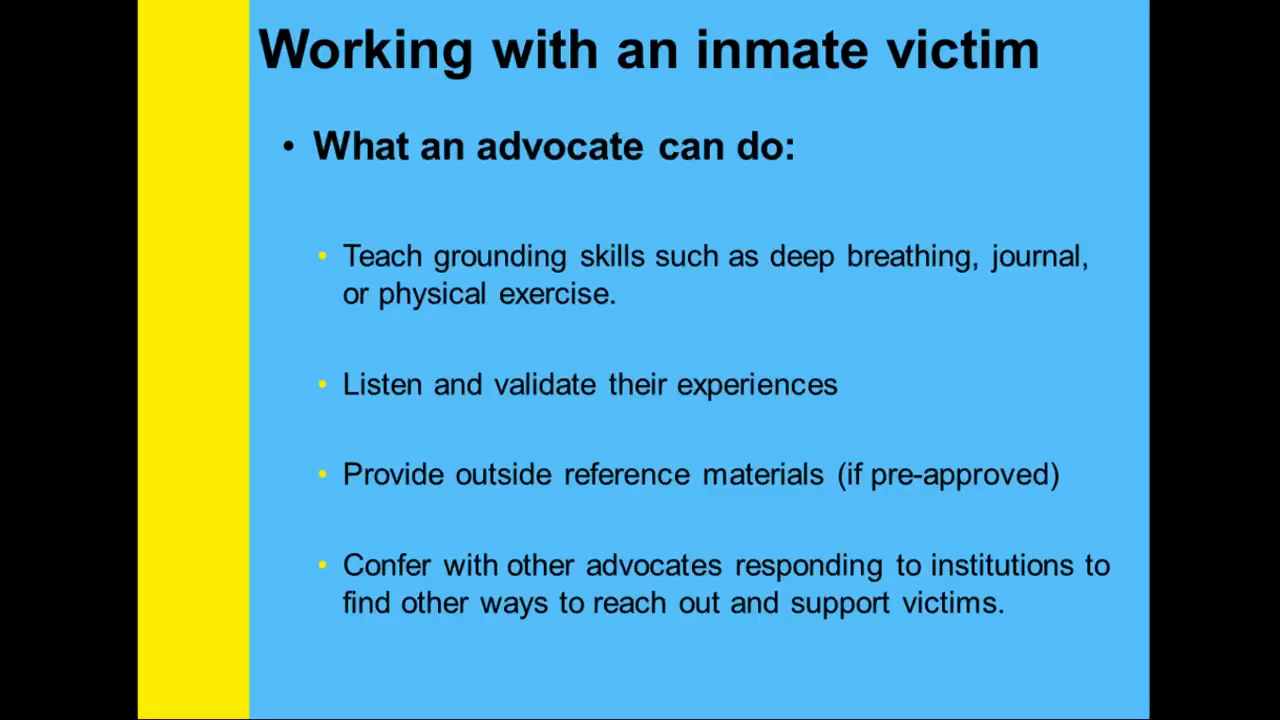 Working with an inmate victim
• What an advocate can do:
• Teach grounding skills such as deep breathing, journal,
or physical exercise.
• Listen and validate their experiences
• Provide outside reference materials (if pre-approved)
• Confer with other advocates responding to institutions to
find other ways to reach out and support victims.